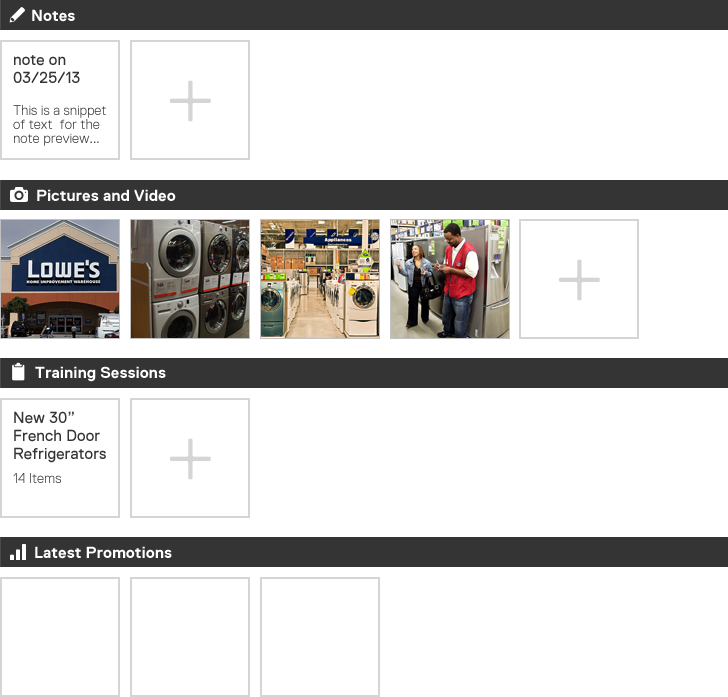 Notes
note on
03/25/13
This is a snippet
of text for the
note preview...
Pictures and Video
LOWE'S
HOME IMPROVEMENT WAREHOUSE
Appliances
Training Sessions
New 30”
French Door
Refrigerators
14 Items
Latest Promotions